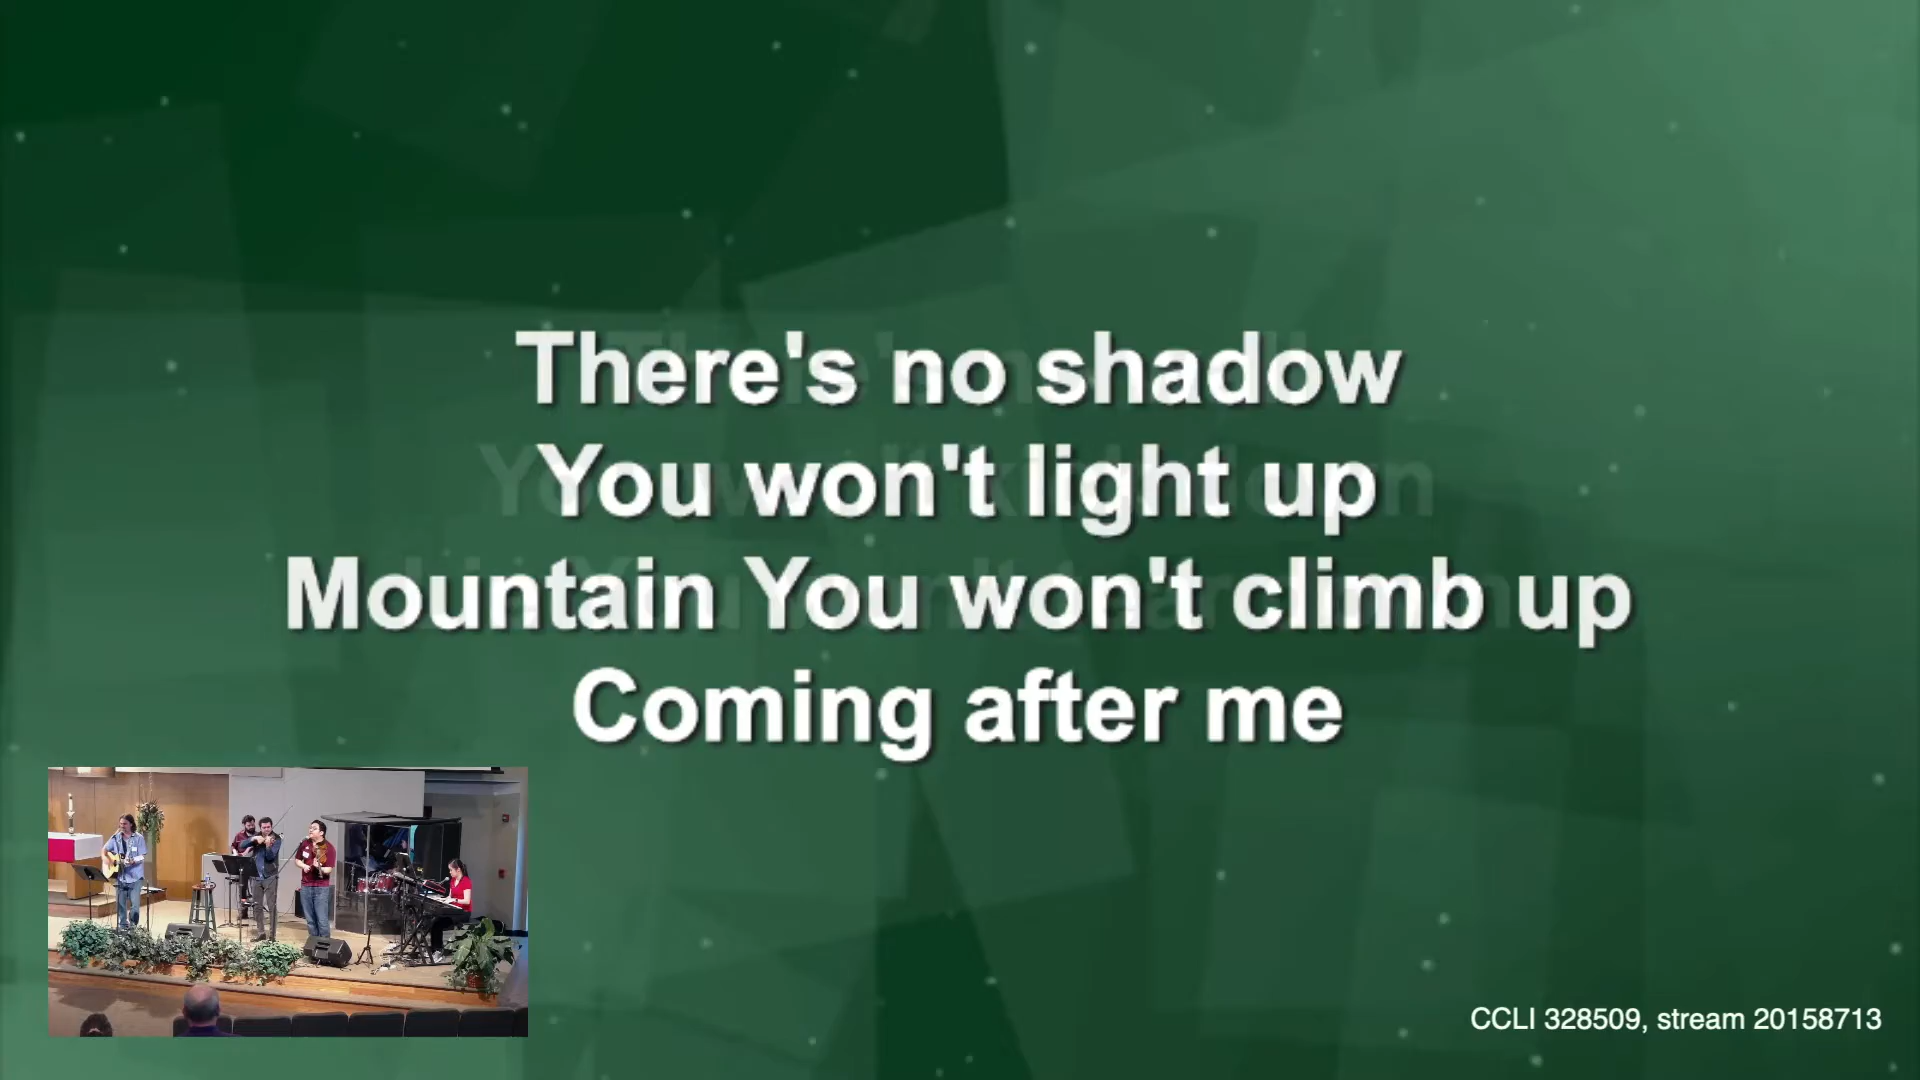 There's no shadow
You won't light up
Mountain You won't climb up
Coming after me
CCLI 328509, stream 20158713